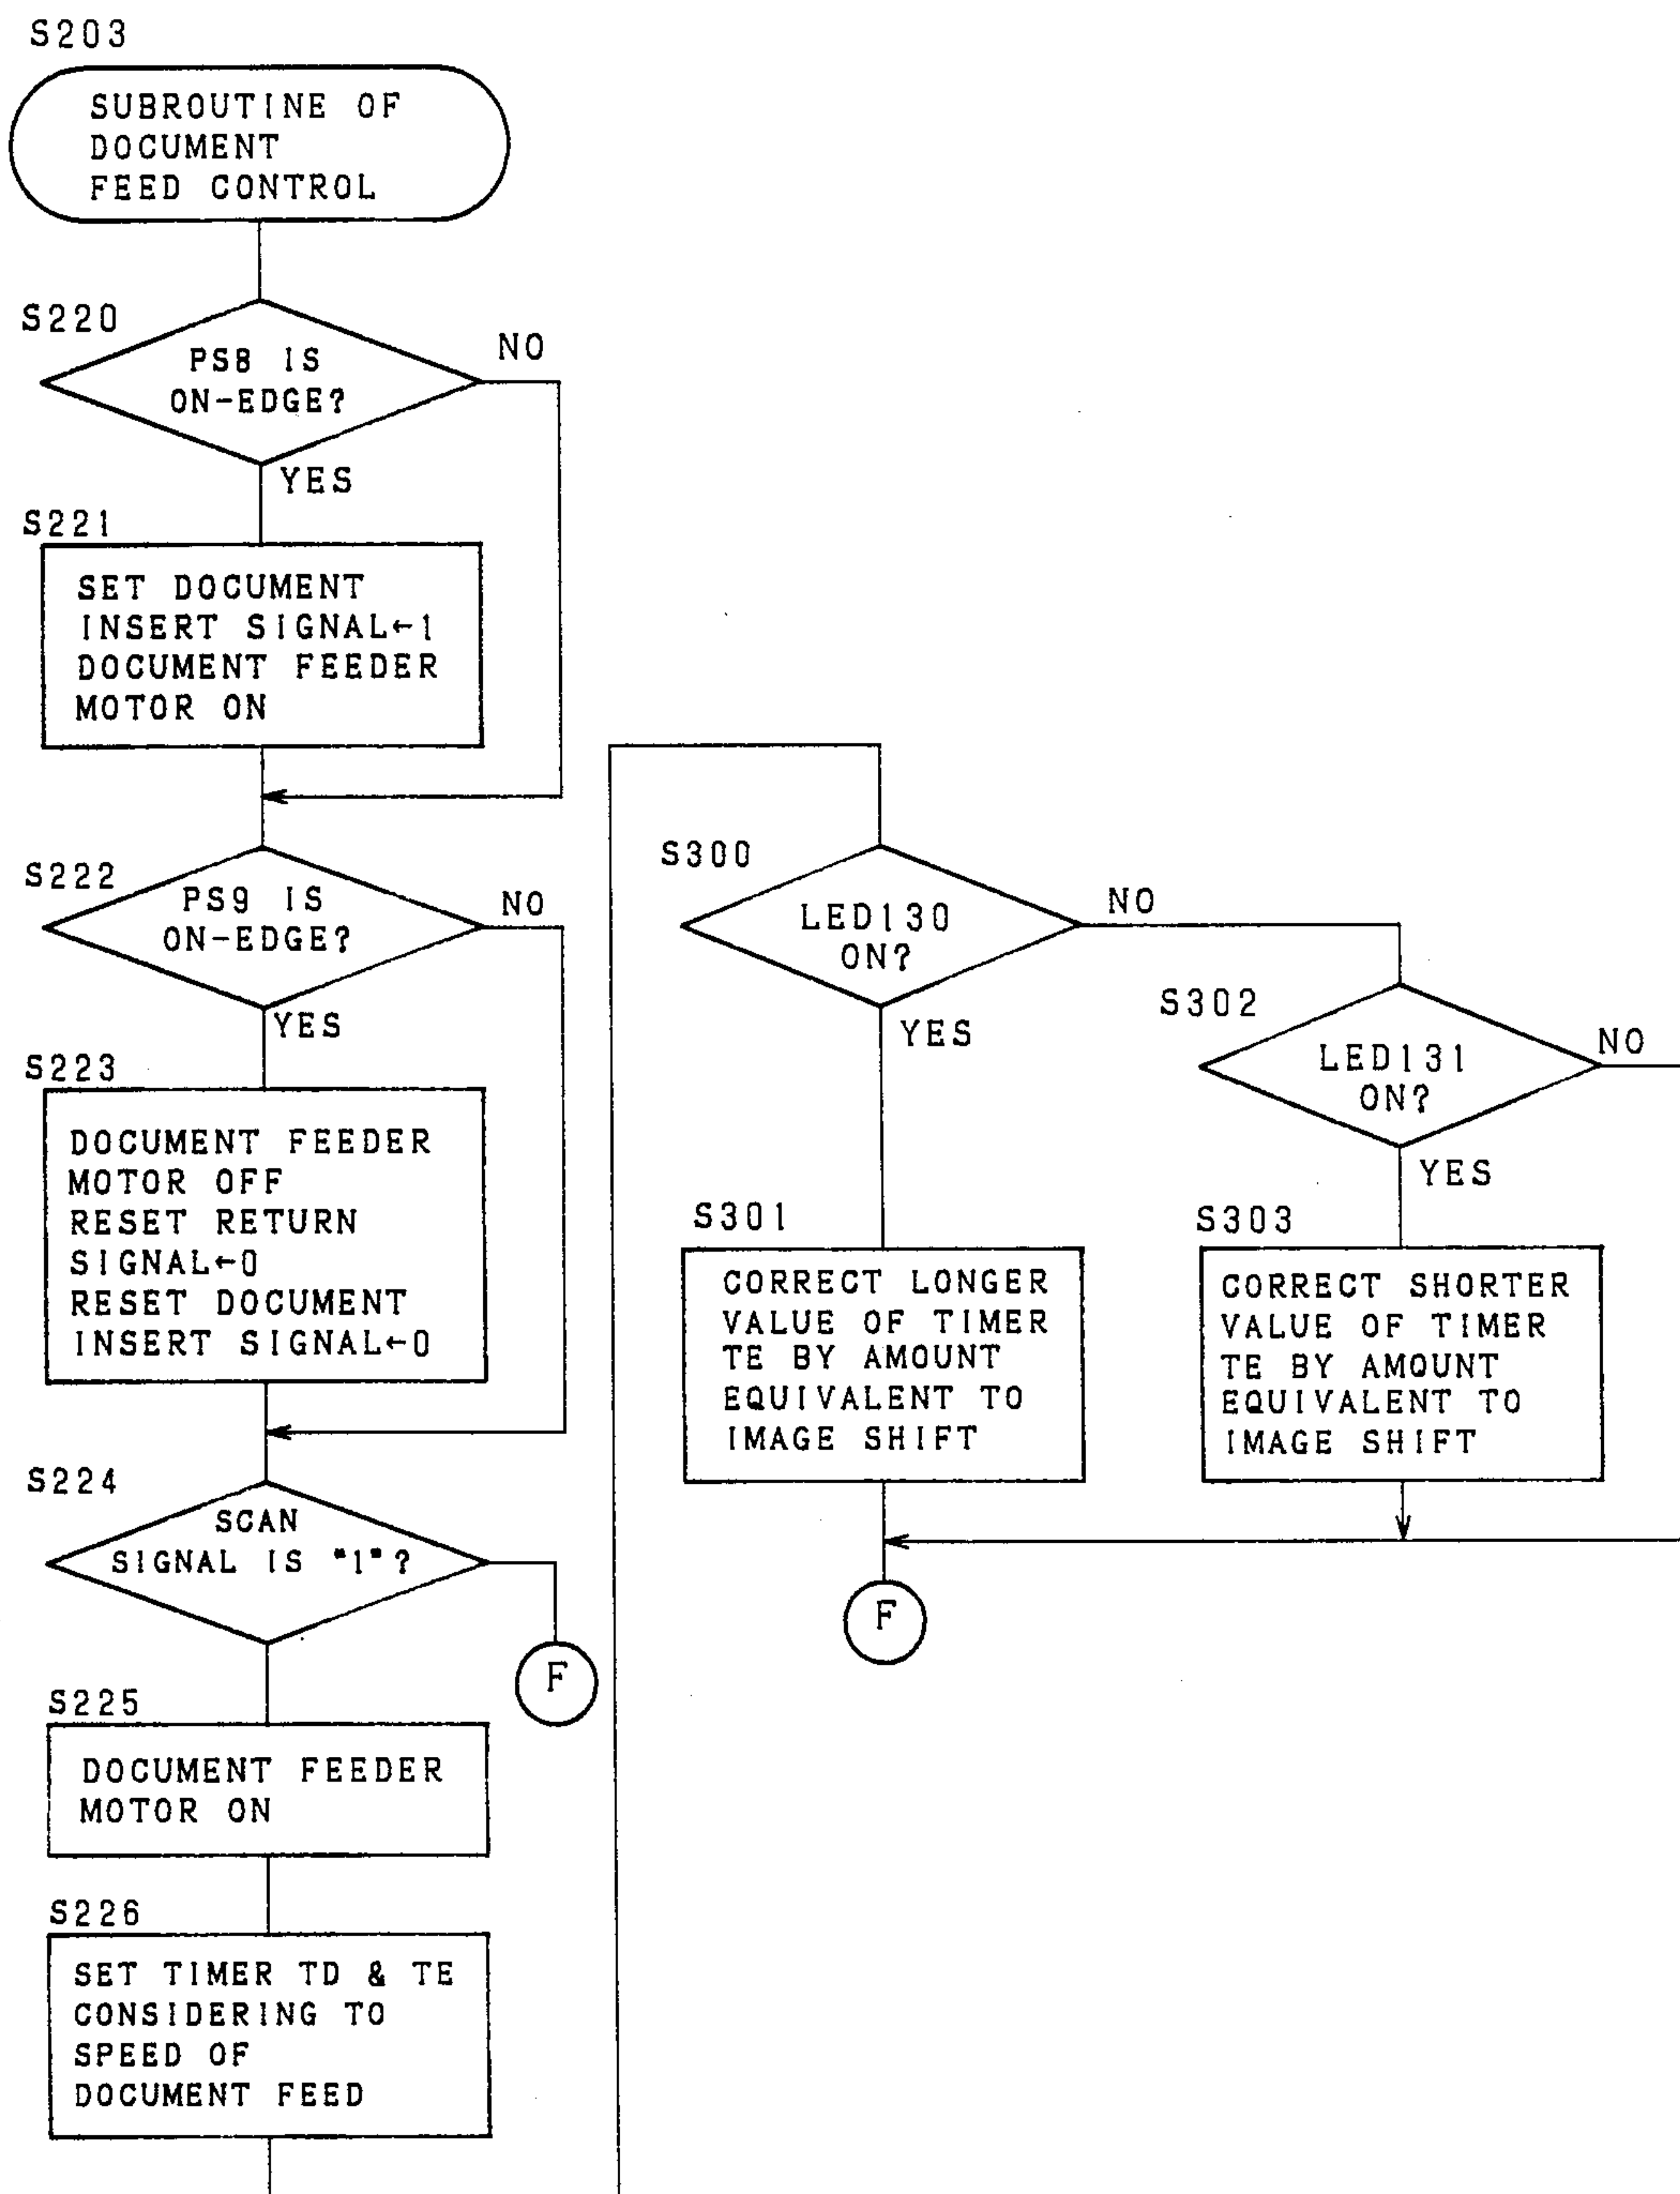 S203
SUBROUTINE OF
DOCUMENT
FEED CONTROL
S220
PS8 IS
ON-EDGE?
NO
YES
S221
SET DOCUMENT
INSERT SIGNAL←1
DOCUMENT FEEDER
MOTOR ON
S222
PS9 IS
ON-EDGE?
NO
YES
S223
DOCUMENT FEEDER
MOTOR OFF
RESET RETURN
SIGNAL←0
RESET DOCUMENT
INSERT SIGNAL←0
S224
SCAN
SIGNAL IS "1"?
F
S225
DOCUMENT FEEDER
MOTOR ON
S226
SET TIMER TD & TE
CONSIDERING TO
SPEED OF
DOCUMENT FEED
S300
LED130
ON?
NO
YES
S301
CORRECT LONGER
VALUE OF TIMER
TE BY AMOUNT
EQUIVALENT TO
IMAGE SHIFT
S302
LED131
ON?
NO
YES
S303
CORRECT SHORTER
VALUE OF TIMER
TE BY AMOUNT
EQUIVALENT TO
IMAGE SHIFT
F